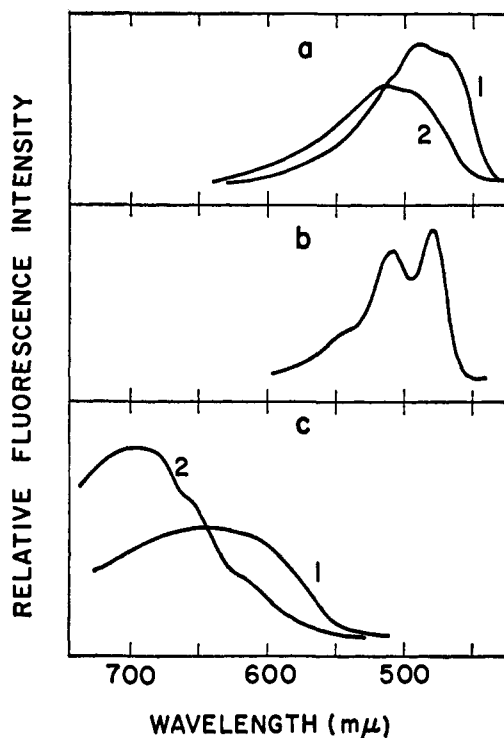 RELATIVE FLUORESCENCE INTENSITY
a
1
2
b
c
2
1
700 600 500
WAVELENGTH (mμ)